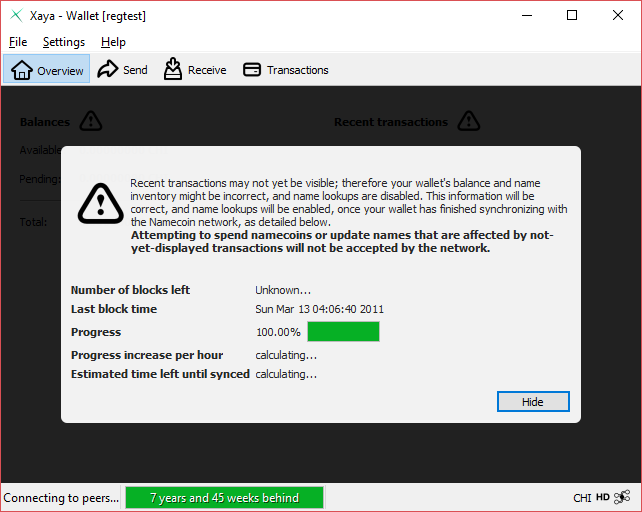 Xaya - Wallet [regtest]
File Settings Help
Overview Send Receive Transactions
Balances Recent transactions
Available
Pending:
Total:
Recent transactions may not yet be visible; therefore your wallet's balance and name
inventory might be incorrect, and name lookups are disabled. This information will be
correct, and name lookups will be enabled, once your wallet has finished synchronizing with
the Namecoin network, as detailed below.
Attempting to spend namecoins or update names that are affected by not-
yet-displayed transactions will not be accepted by the network.
Number of blocks left Unknown...
Last block time Sun Mar 13 04:06:40 2011
Progress 100.00%
Progress increase per hour calculating...
Estimated time left until synced calculating...
Hide
Connecting to peers... 7 years and 45 weeks behind CHI HD